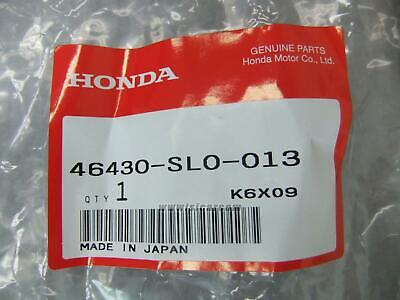 GENUINE PARTS
Honda Motor Co., Ltd.
HONDA
46430-SL0-013
QTY 1 K6X09
MADE IN JAPAN